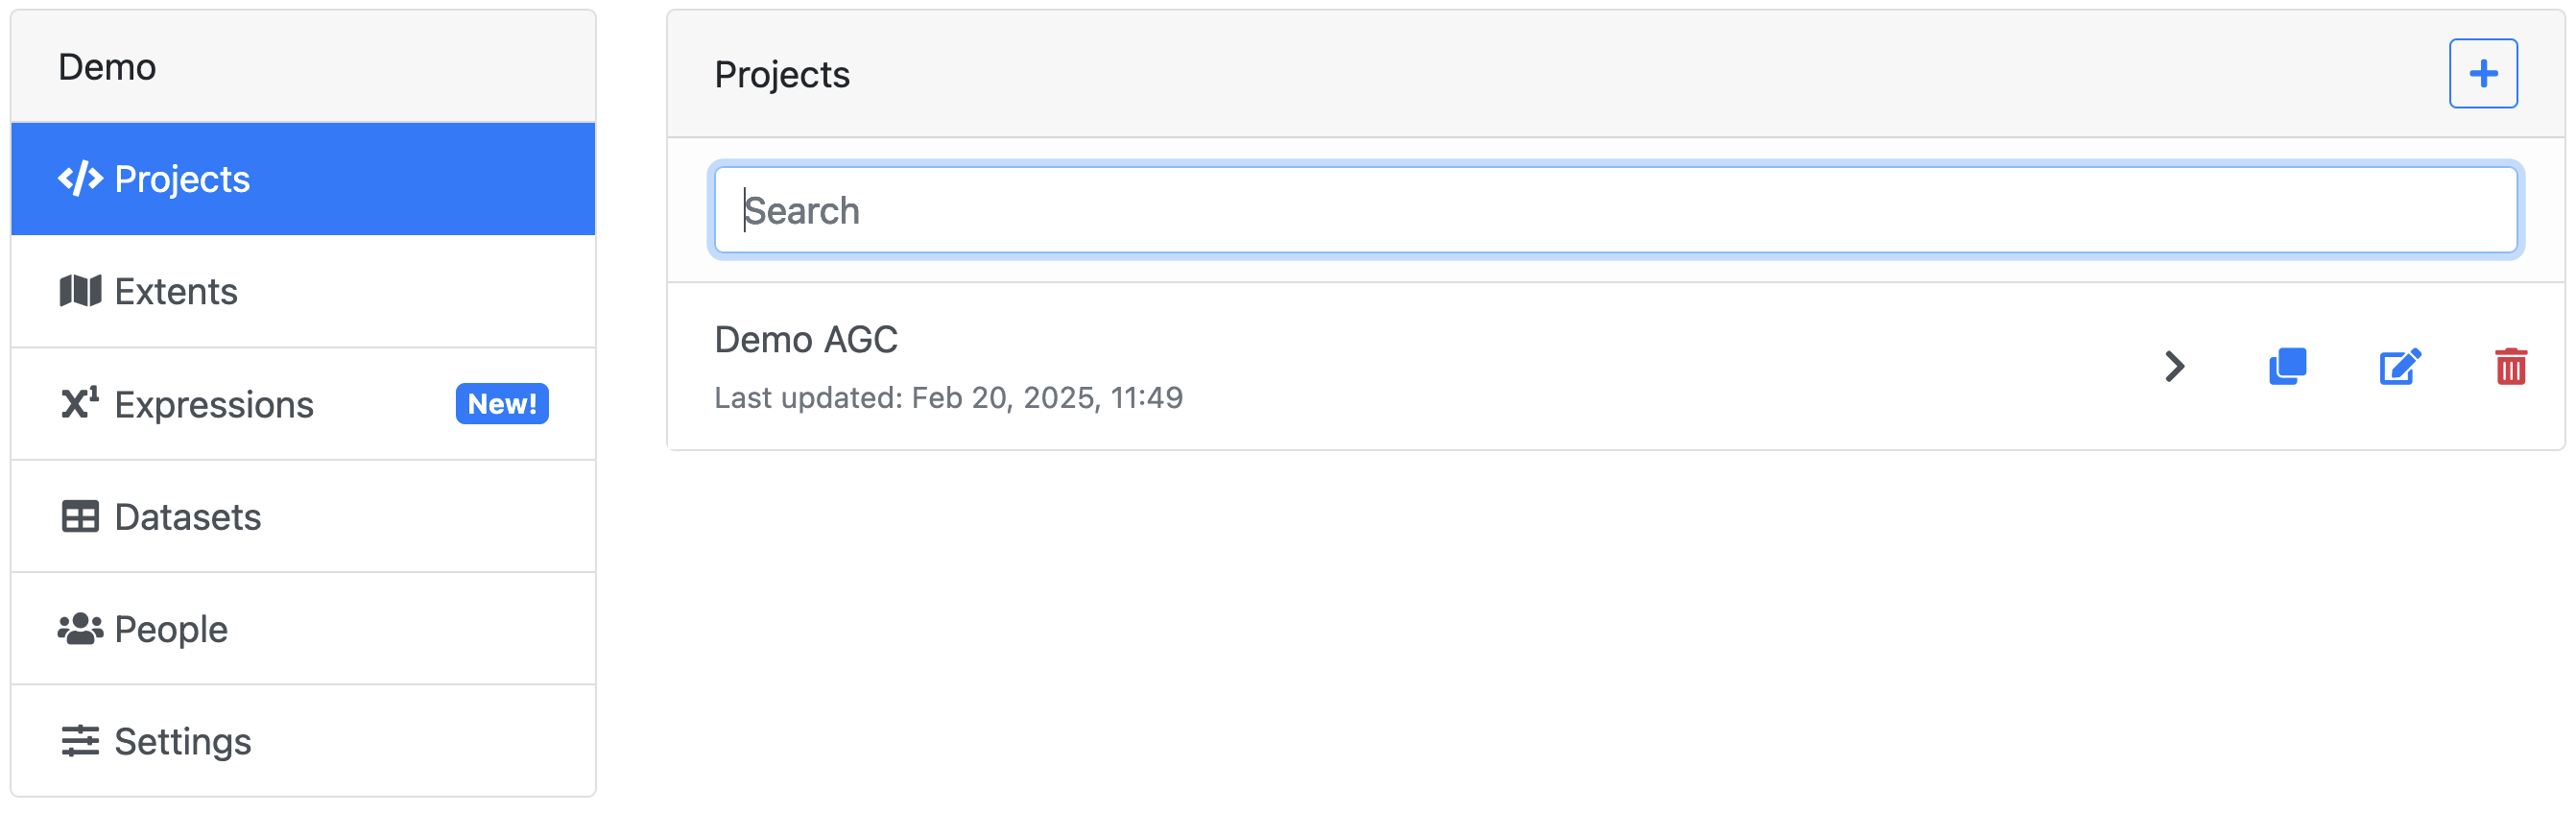 Demo
Projects
Extents
X¹ Expressions New!
Datasets
People
Settings
Projects
Search
Demo AGC
Last updated: Feb 20, 2025, 11:49